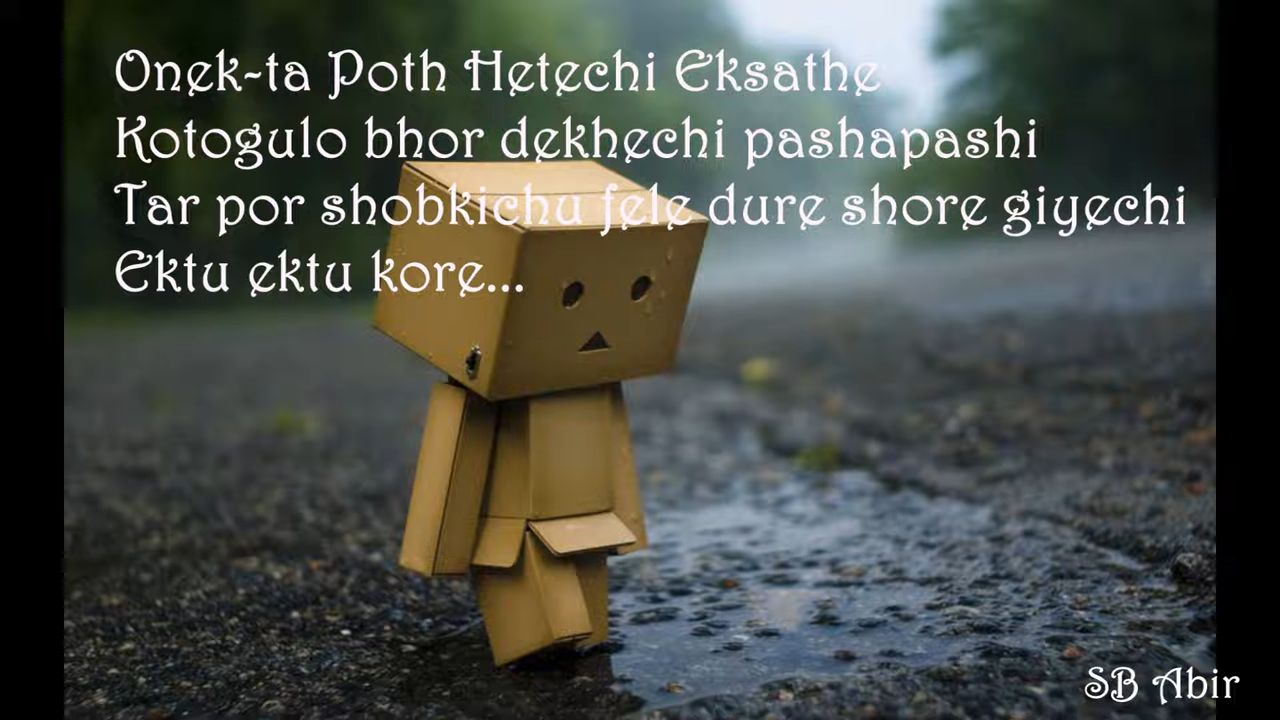 Onek-ta Poth Hetechi Eksathe
Kotogulo bhor dekhechi pashapashi
Tar por shobkichu fele dure shore giyechi
Ektu ektu kore...
SB Abir